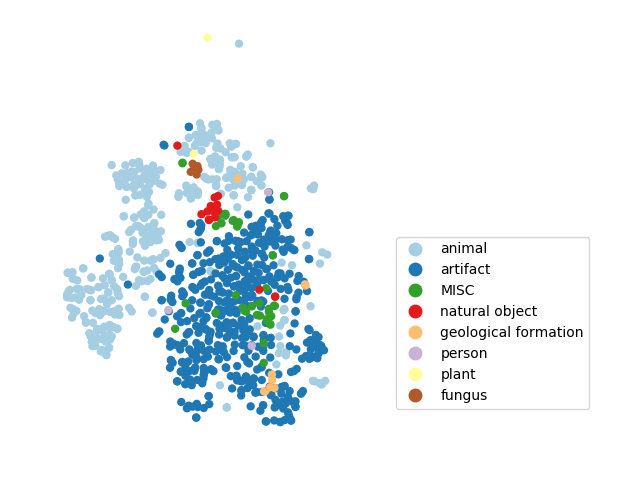 animal
artifact
MISC
natural object
geological formation
person
plant
fungus